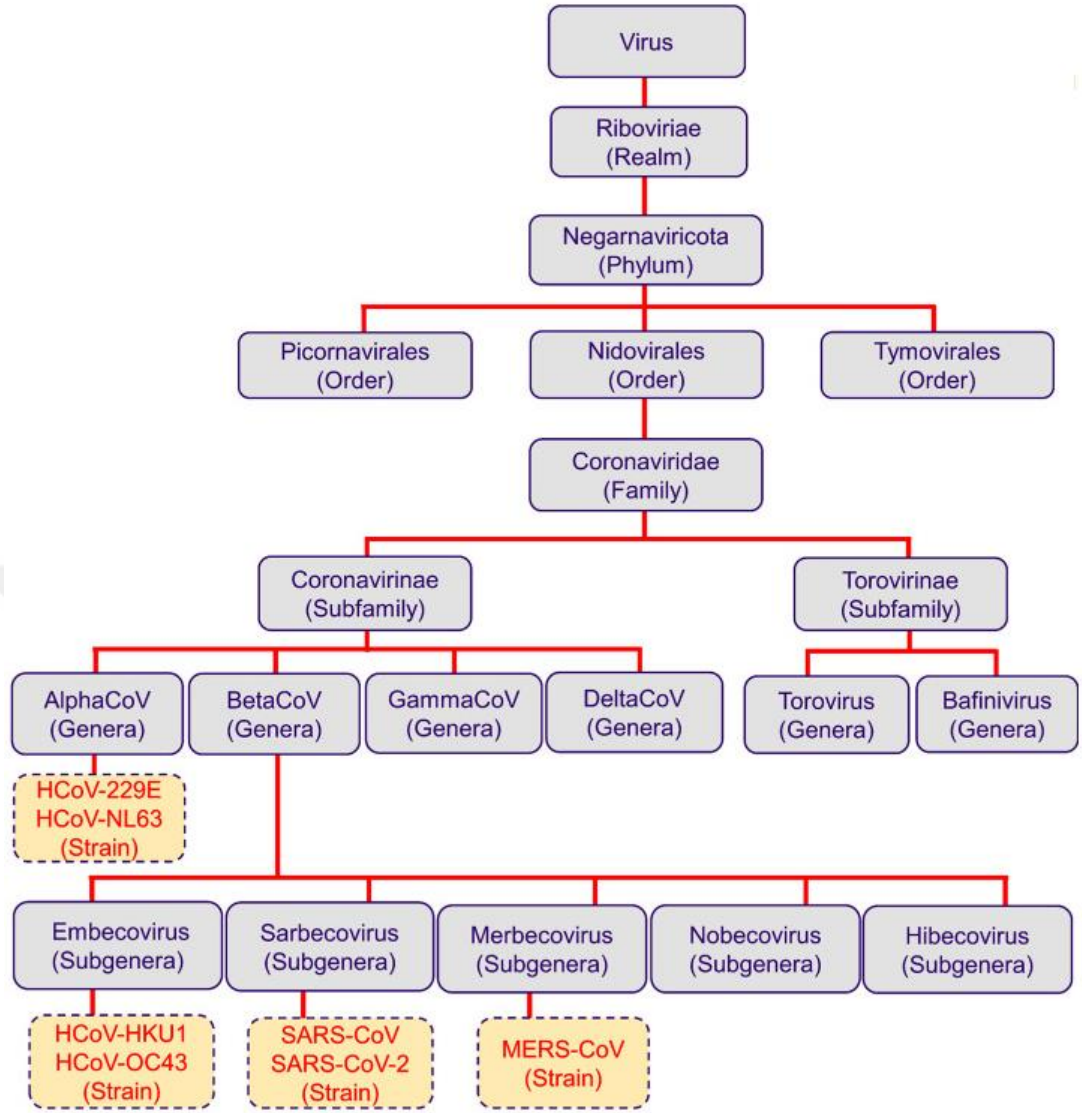 Virus
Riboviriae
(Realm)
Negarnaviricota
(Phylum)
Picornavirales
(Order)
Nidovirales
(Order)
Tymovirales
(Order)
Coronaviridae
(Family)
Coronavirinae
(Subfamily)
Torovirinae
(Subfamily)
AlphaCoV
(Genera)
BetaCoV
(Genera)
GammaCoV
(Genera)
DeltaCoV
(Genera)
Torovirus
(Genera)
Bafinivirus
(Genera)
HCoV-229E
HCoV-NL63
(Strain)
Embecovirus
(Subgenera)
Sarbecovirus
(Subgenera)
Merbecovirus
(Subgenera)
Nobecovirus
(Subgenera)
Hibecovirus
(Subgenera)
HCoV-HKU1
HCoV-OC43
(Strain)
SARS-CoV
SARS-CoV-2
(Strain)
MERS-CoV
(Strain)